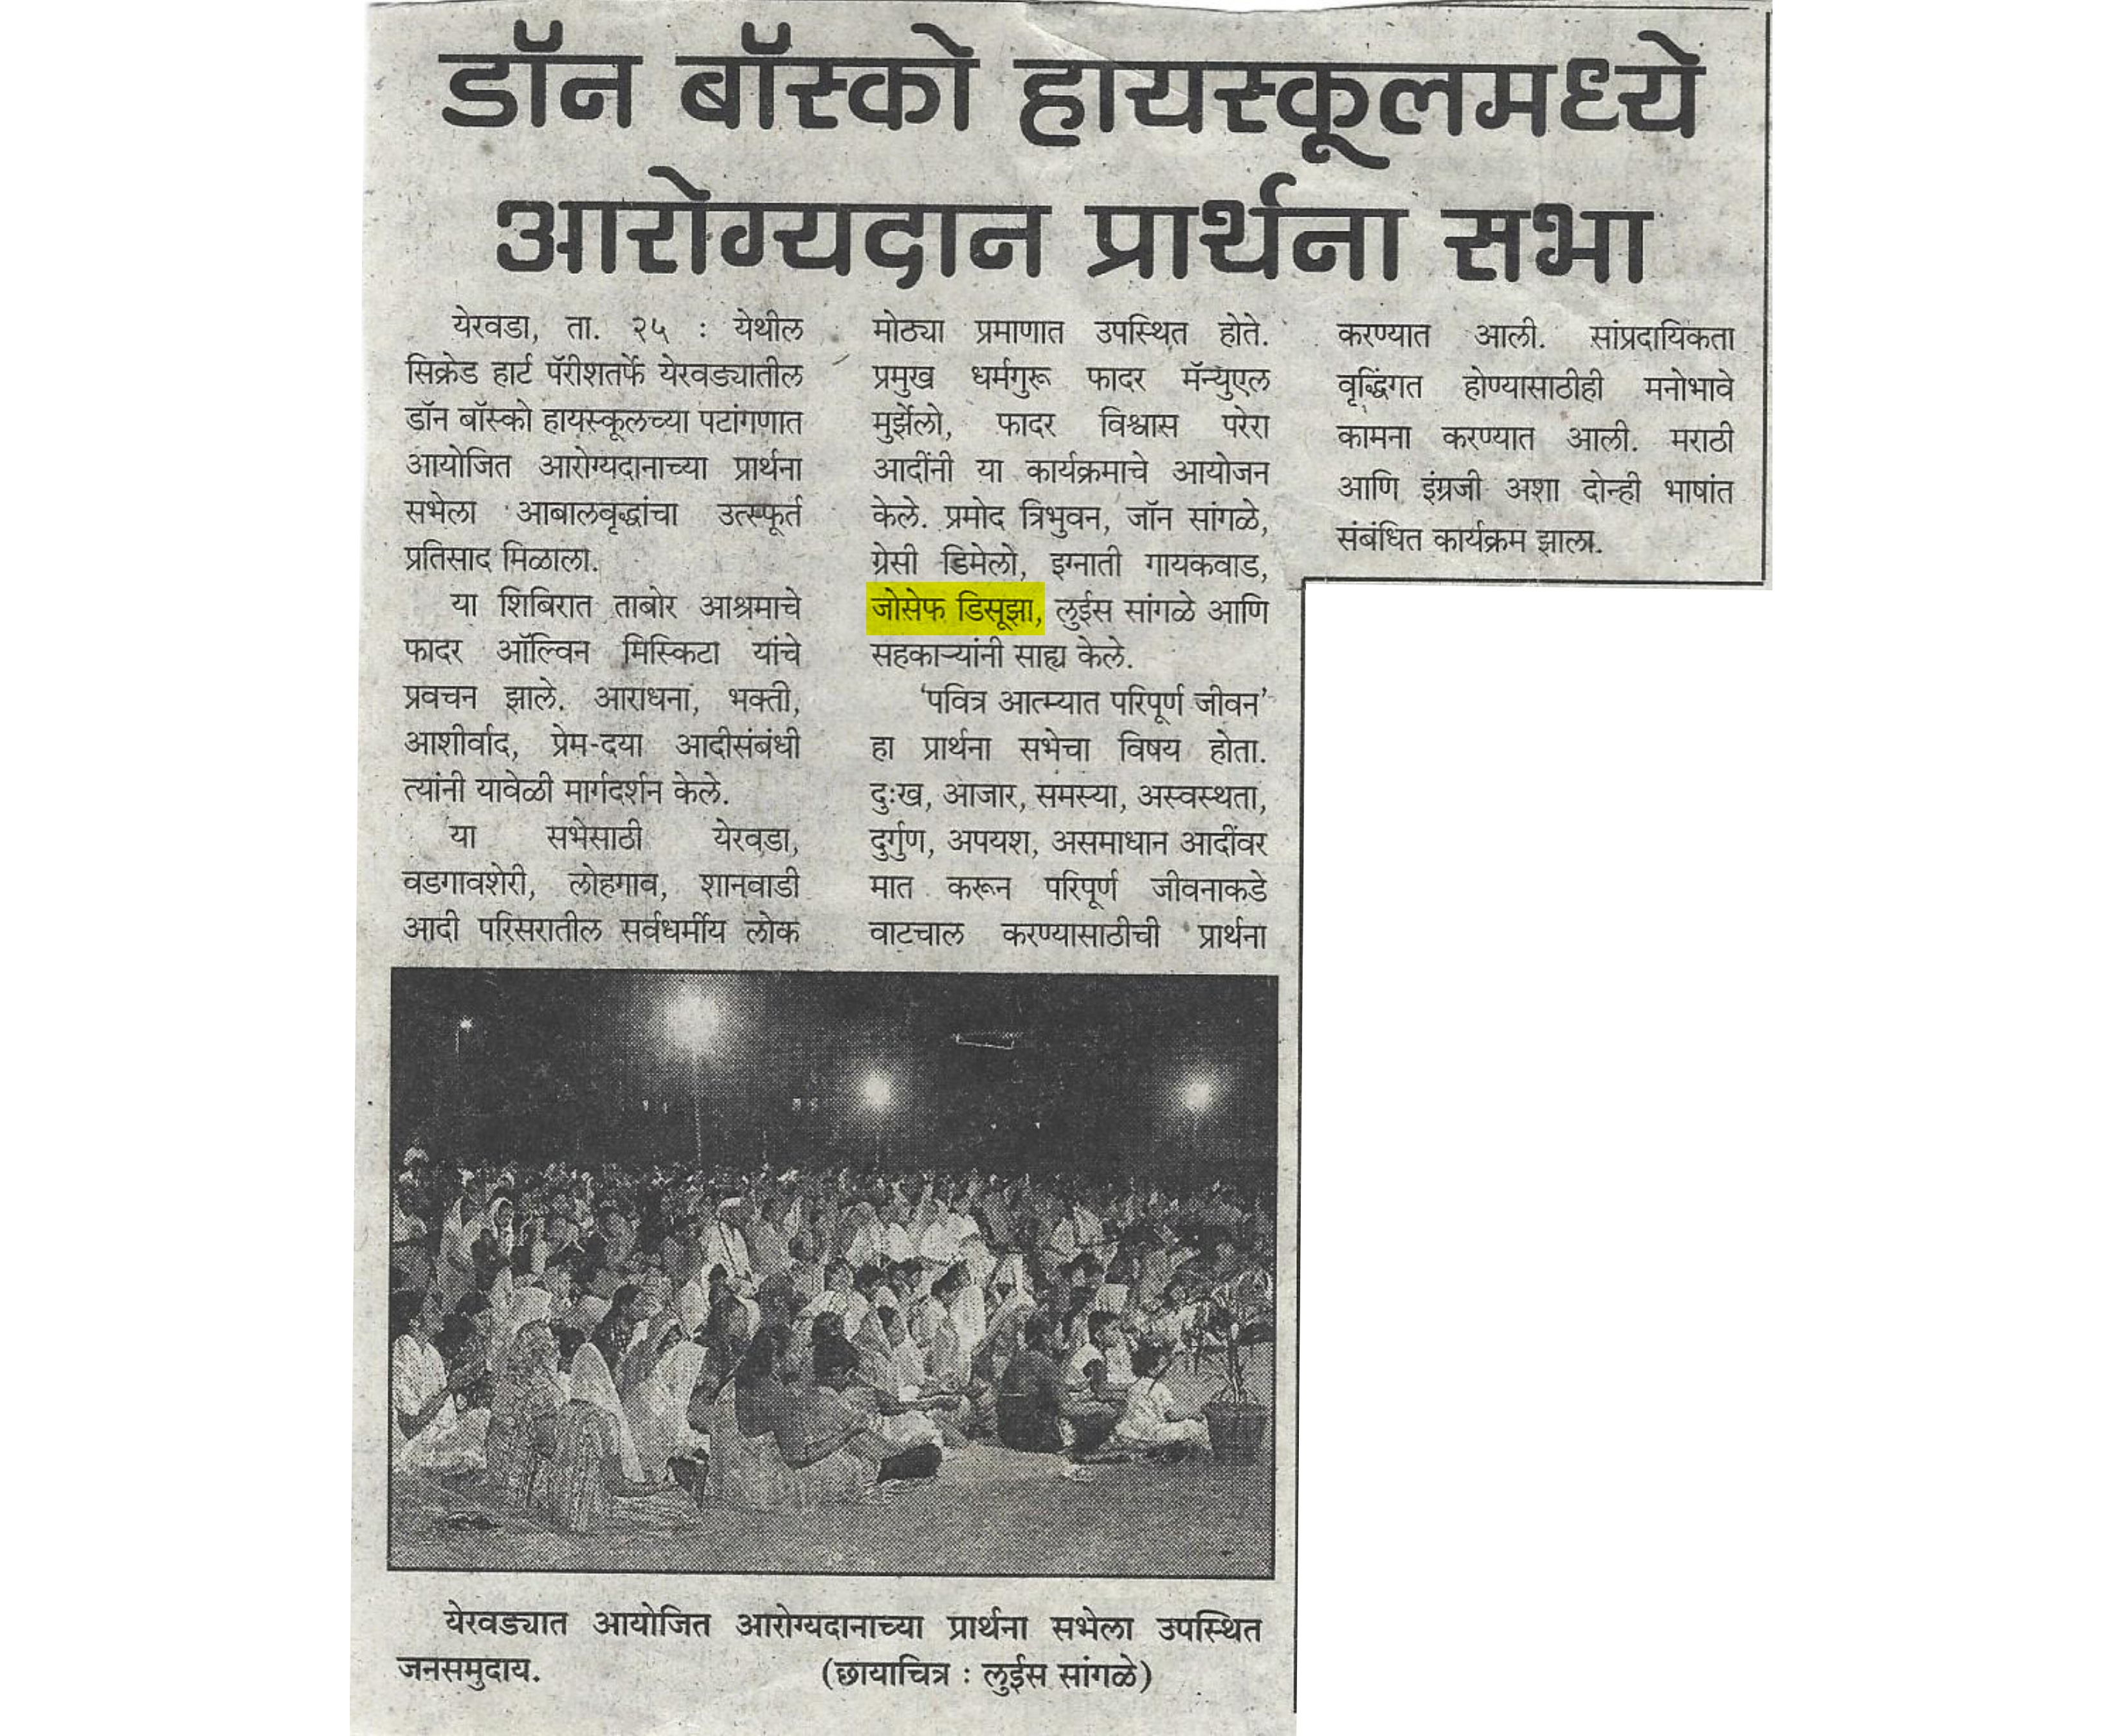 डॉन बॉस्को हायस्कूलमध्ये
आरोग्यदान प्रार्थना सभा
येरवडा, ता. २५ : येथील
सिक्रेड हार्ट पॅरीशतर्फे येरवड्यातील
डॉन बॉस्को हायस्कूलच्या पटांगणात
आयोजित आरोग्यदानाच्या प्रार्थना
सभेला आबालवृद्धांचा उत्स्फूर्त
प्रतिसाद मिळाला.
या शिबिरात ताबोर आश्रमाचे
फादर ऑल्विन मिस्किटा यांचे
प्रवचन झाले. आराधना, भक्ती,
आशीर्वाद, प्रेम-दया आदीसंबंधी
त्यांनी यावेळी मार्गदर्शन केले.
या सभेसाठी येरवडा,
वडगावशेरी, लोहगाव, शानवाडी
आदी परिसरातील सर्वधर्मीय लोक
मोठ्या प्रमाणात उपस्थित होते.
प्रमुख धर्मगुरू फादर मॅन्युएल
मुर्झेलो, फादर विश्वास परेरा
आदींनी या कार्यक्रमाचे आयोजन
केले. प्रमोद त्रिभुवन, जॉन सांगळे,
ग्रेसी डिमेलो, इग्नाती गायकवाड,
जोसेफ डिसूझा, लुईस सांगळे आणि
सहकाऱ्यांनी साह्य केले.
‘पवित्र आत्म्यात परिपूर्ण जीवन’
हा प्रार्थना सभेचा विषय होता.
दुःख, आजार, समस्या, अस्वस्थता,
दुर्गुण, अपयश, असमाधान आदींवर
मात करून परिपूर्ण जीवनाकडे
वाटचाल करण्यासाठीची प्रार्थना
करण्यात आली. सांप्रदायिकता
वृद्धिंगत होण्यासाठीही मनोभावे
कामना करण्यात आली. मराठी
आणि इंग्रजी अशा दोन्ही भाषांत
संबंधित कार्यक्रम झाला.
येरवड्यात आयोजित आरोग्यदानाच्या प्रार्थना सभेला उपस्थित
जनसमुदाय. (छायाचित्र : लुईस सांगळे)